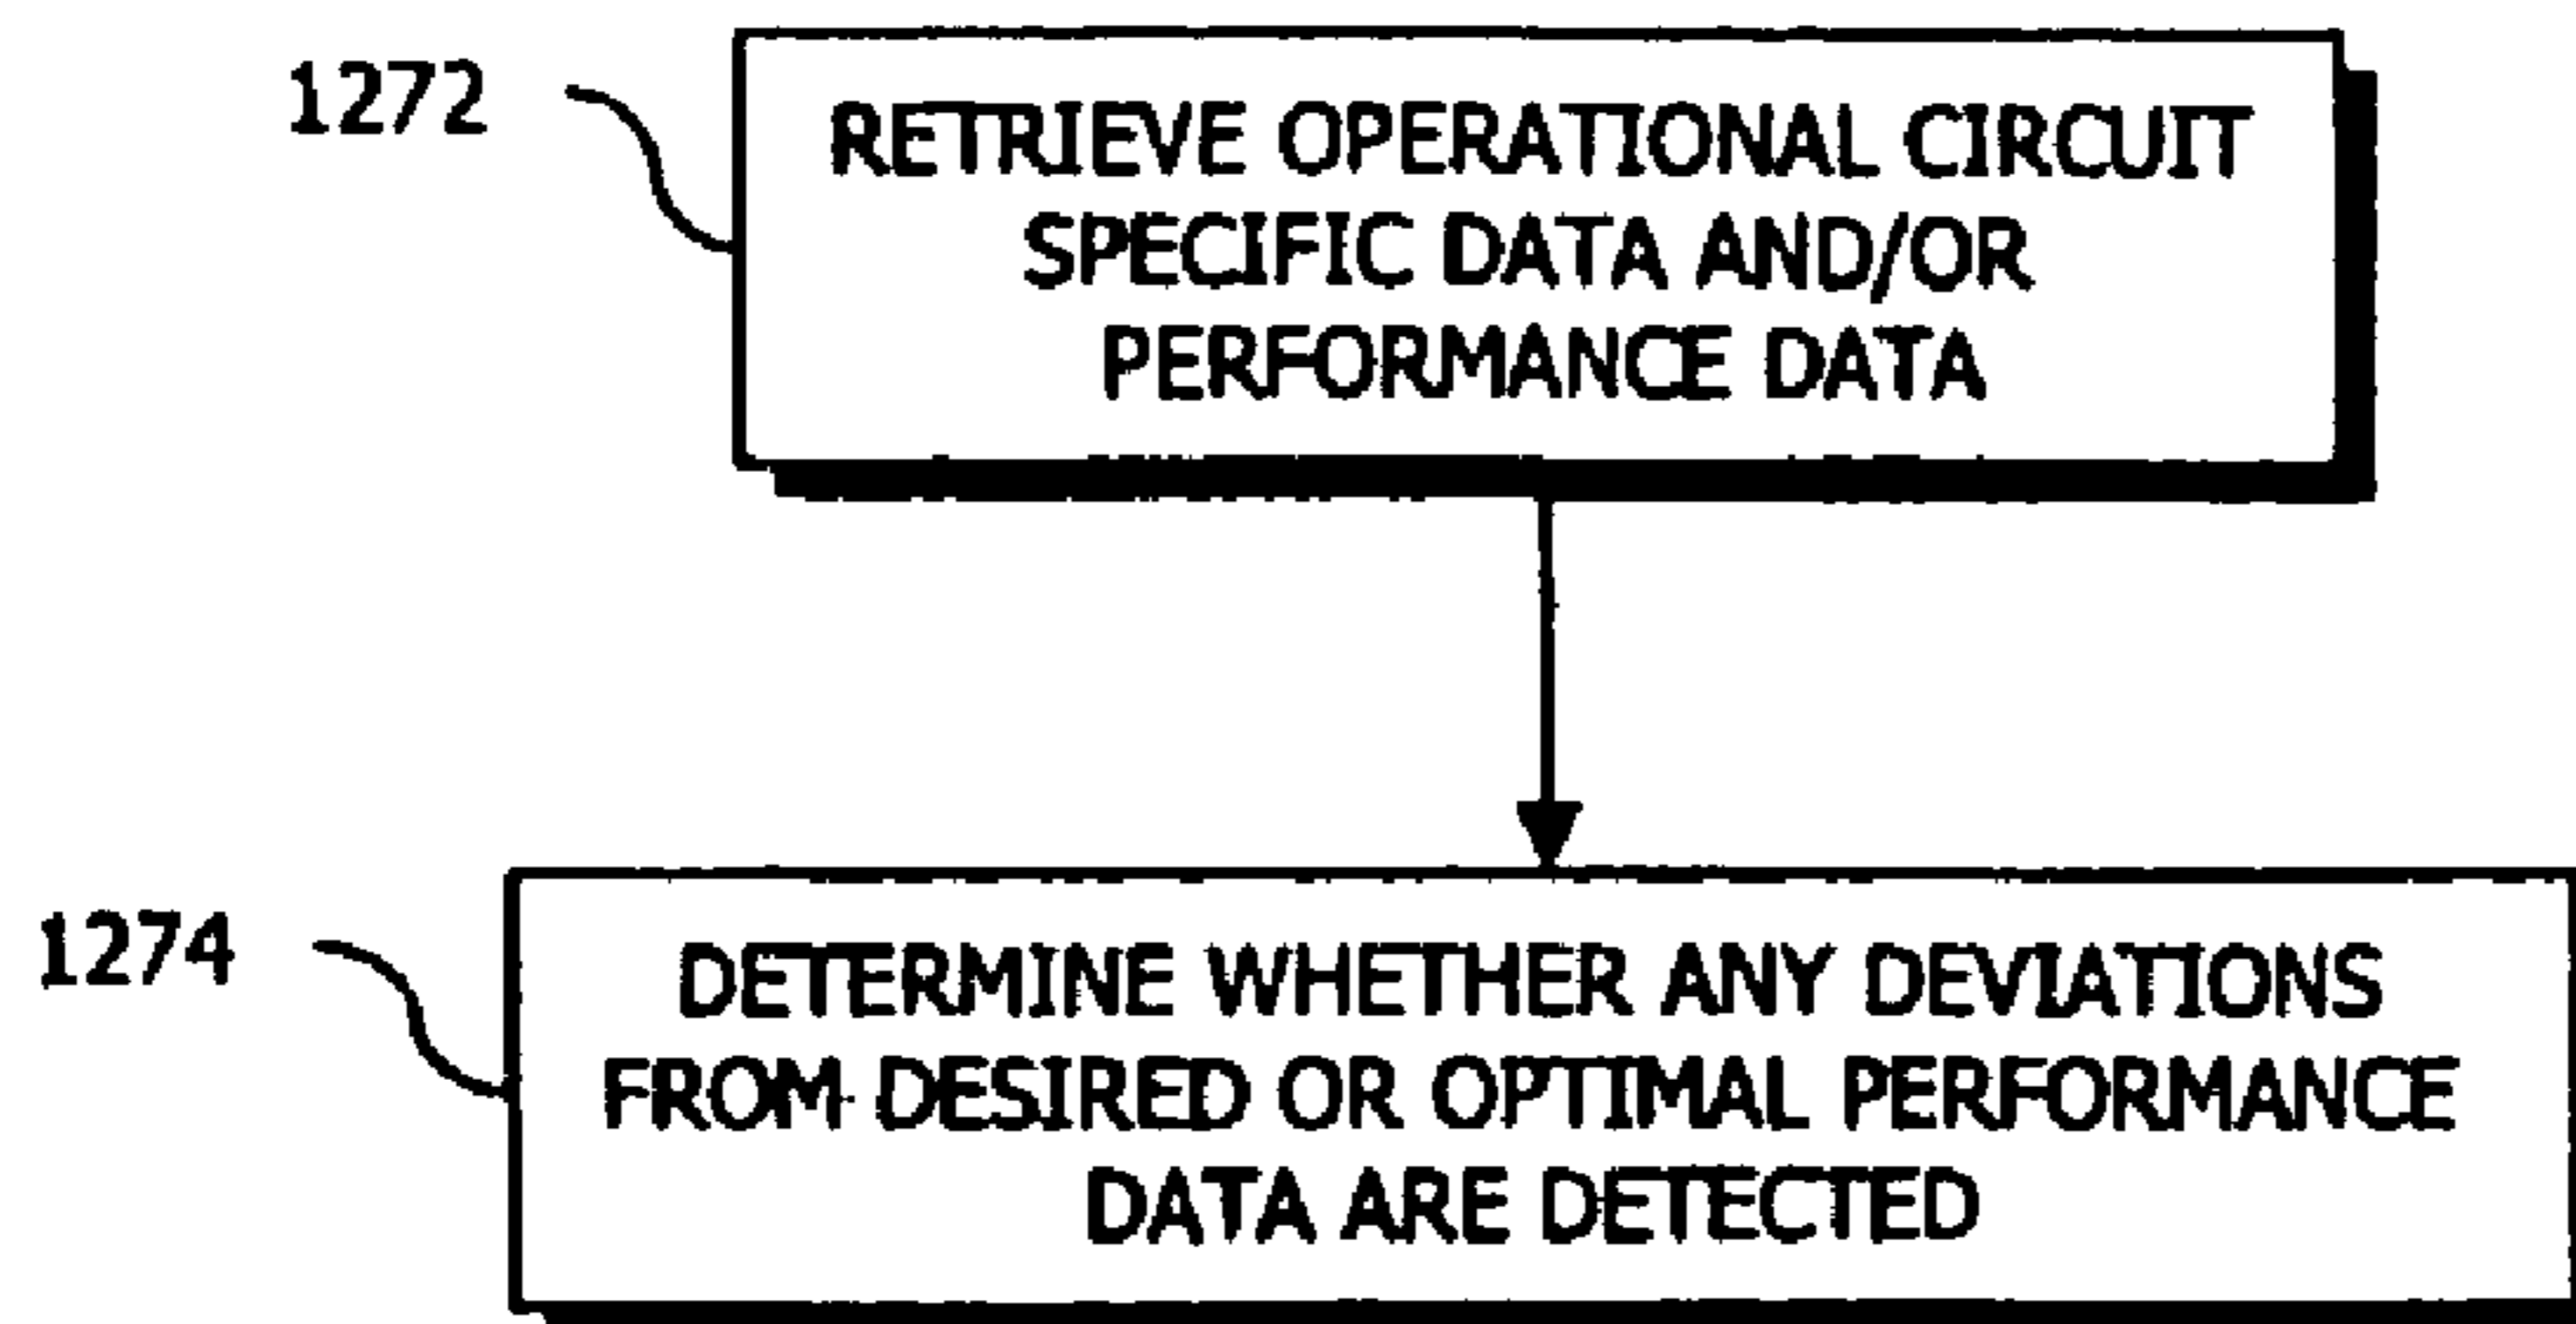 1272
RETRIEVE OPERATIONAL CIRCUIT
SPECIFIC DATA AND/OR
PERFORMANCE DATA
1274
DETERMINE WHETHER ANY DEVIATIONS
FROM DESIRED OR OPTIMAL PERFORMANCE
DATA ARE DETECTED